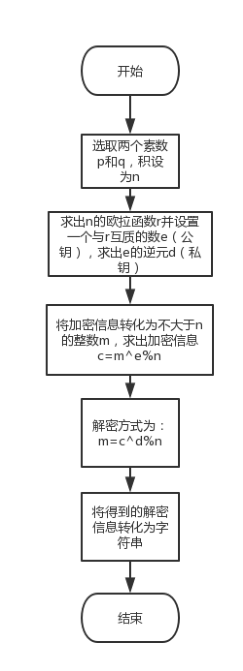 开始
选取两个素数
p和q，积设
为n
求出n的欧拉函数r并设置
一个与r互质的数e（公
钥），求出e的逆元d（私
钥）
将加密信息转化为不大于n
的整数m，求出加密信息
c=m^e%n
解密方式为：
m=c^d%n
将得到的解密
信息转化为字
符串
结束